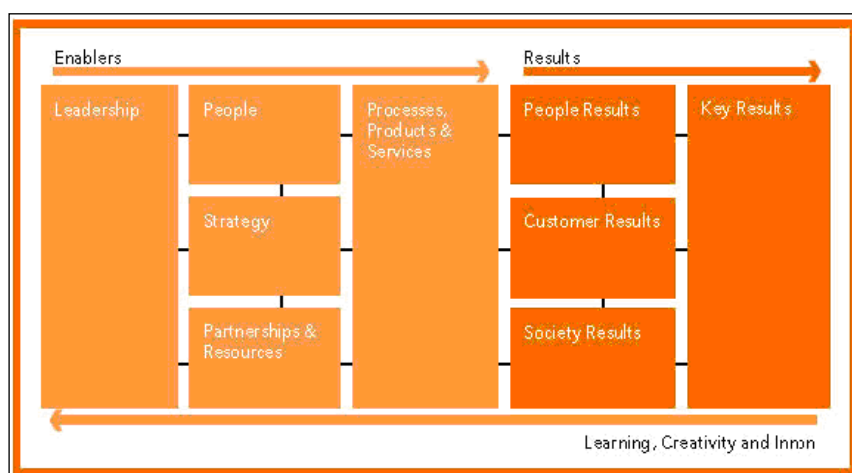 Enablers
Results
Leadership
People
Processes,
Products &
Services
People Results
Key Results
Strategy
Customer Results
Partnerships &
Resources
Society Results
Learning, Creativity and Innon